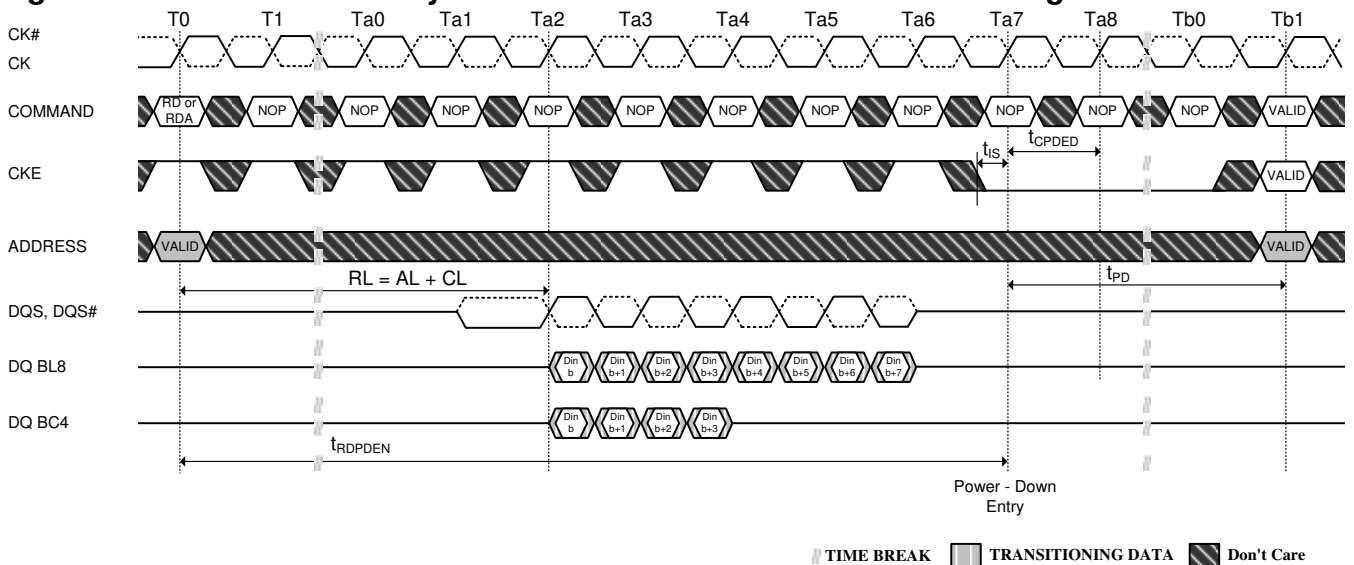 T0 T1 Ta0 Ta1 Ta2 Ta3 Ta4 Ta5 Ta6 Ta7 Ta8 Tb0 Tb1
CK#
CK
COMMAND
RD or
RDA
NOP NOP NOP NOP NOP NOP NOP NOP NOP NOP NOP VALID
tIS
tCPDED
CKE
VALID
ADDRESS
VALID
VALID
RL = AL + CL
tPD
DQS, DQS#
DQ BL8
Din b
Din b+1
Din b+2
Din b+3
Din b+4
Din b+5
Din b+6
Din b+7
DQ BC4
Din b
Din b+1
Din b+2
Din b+3
tRDPDEN
Power - Down
Entry
TIME BREAK TRANSITIONING DATA Don't Care